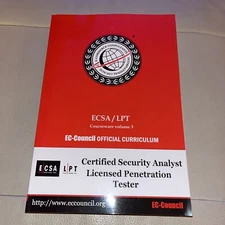 ECSA / LPT
Courseware volume 3
EC-Council OFFICIAL CURRICULUM
ECSA LPT
Certified Security Analyst
Licensed Penetration
Tester
http://www.eccouncil.org
EC-Council